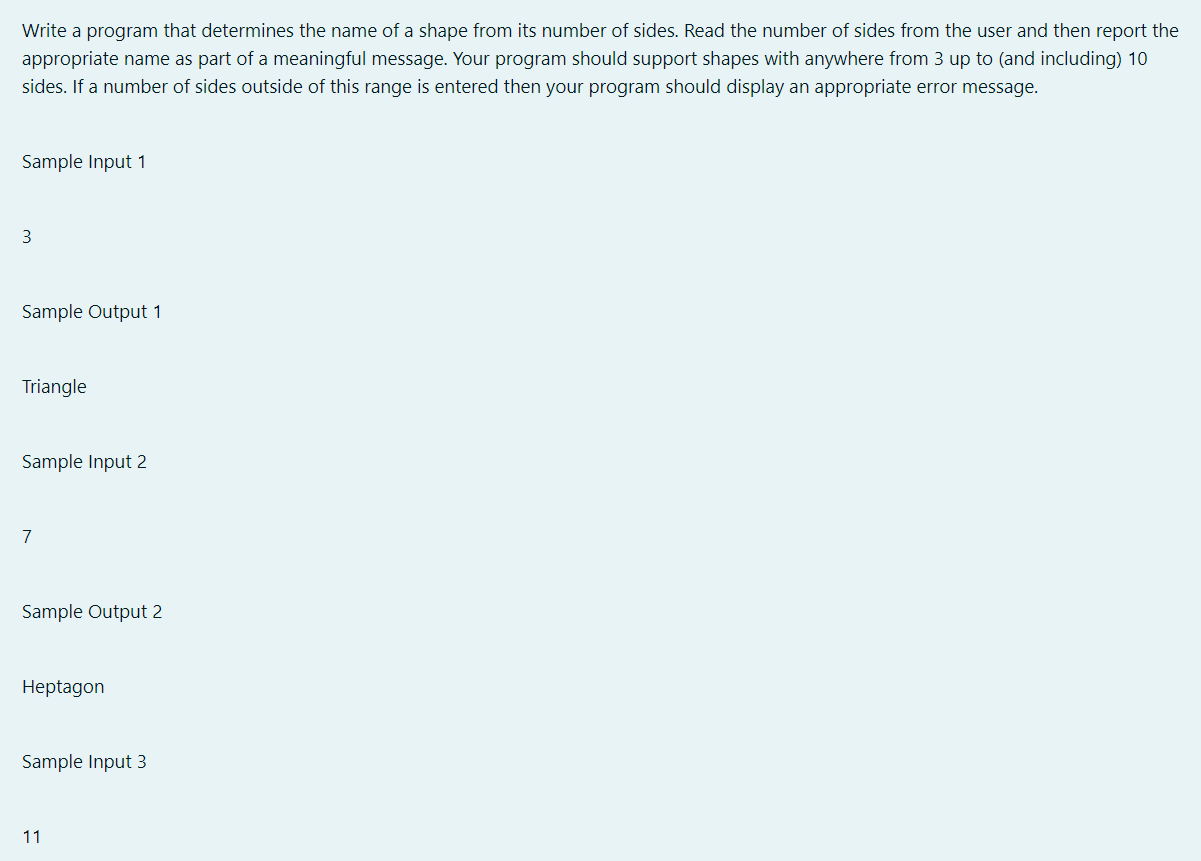 Write a program that determines the name of a shape from its number of sides. Read the number of sides from the user and then report the
appropriate name as part of a meaningful message. Your program should support shapes with anywhere from 3 up to (and including) 10
sides. If a number of sides outside of this range is entered then your program should display an appropriate error message.
Sample Input 1
3
Sample Output 1
Triangle
Sample Input 2
7
Sample Output 2
Heptagon
Sample Input 3
11